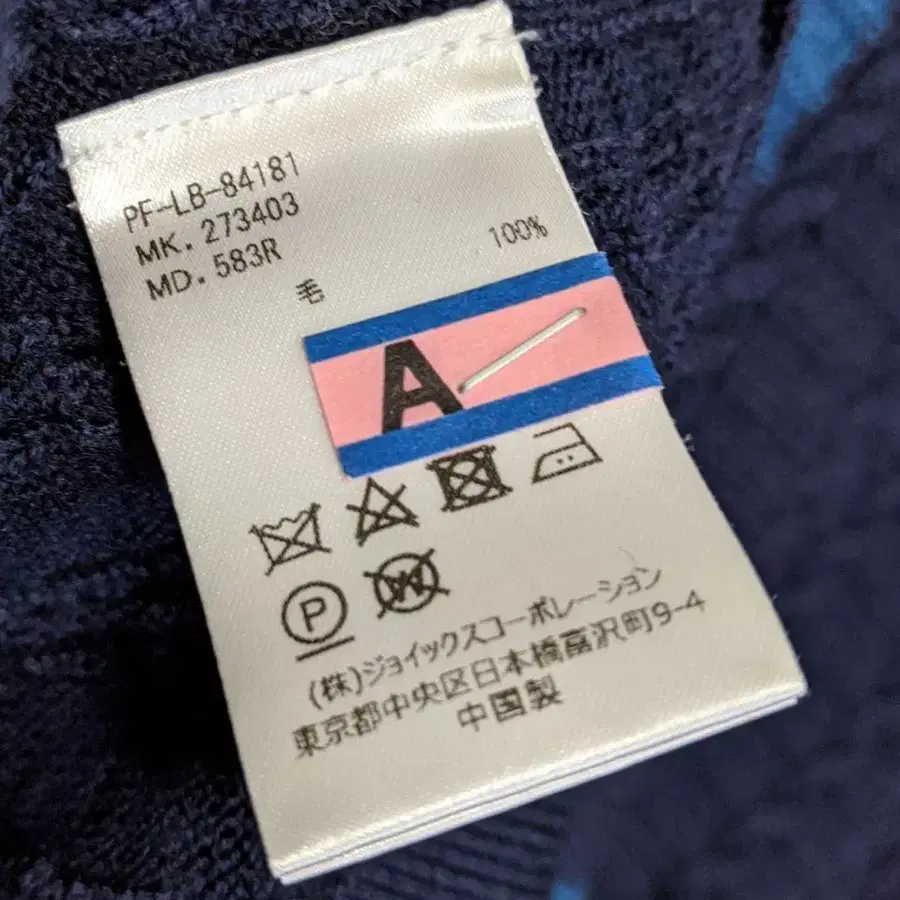 PF-LB-84181
MK. 273403
MD. 583R
毛 100%
A
P
W
(株)ジョイックスコーポレーション
東京都中央区日本橋富沢町9-4
中国製